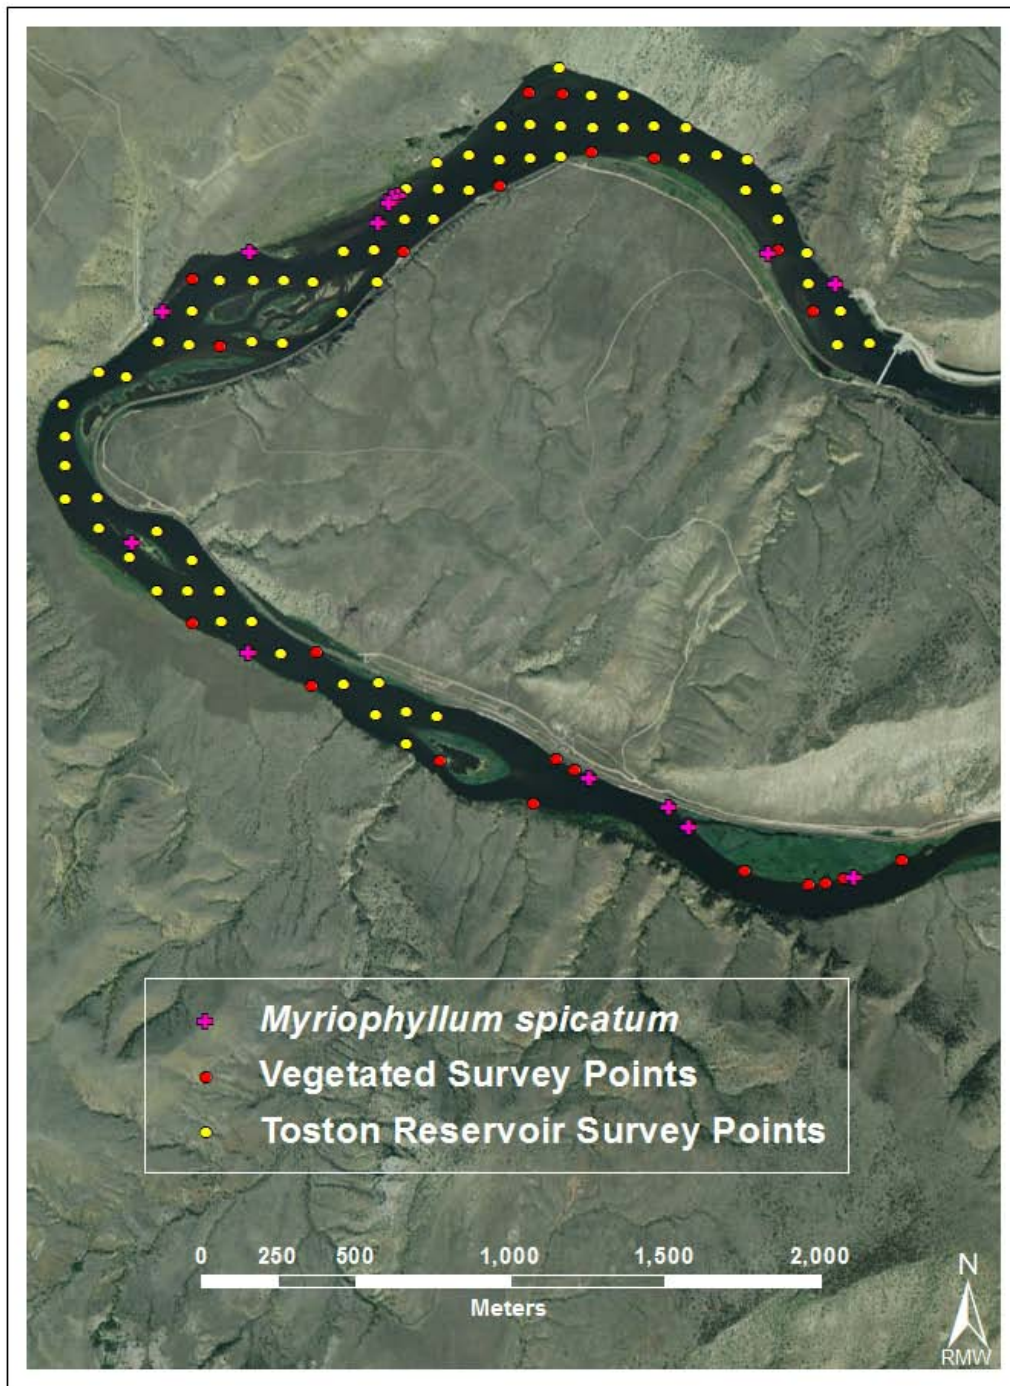 Myriophyllum spicatum
Vegetated Survey Points
Toston Reservoir Survey Points
0 250 500 1,000 1,500 2,000
Meters
N
RMW